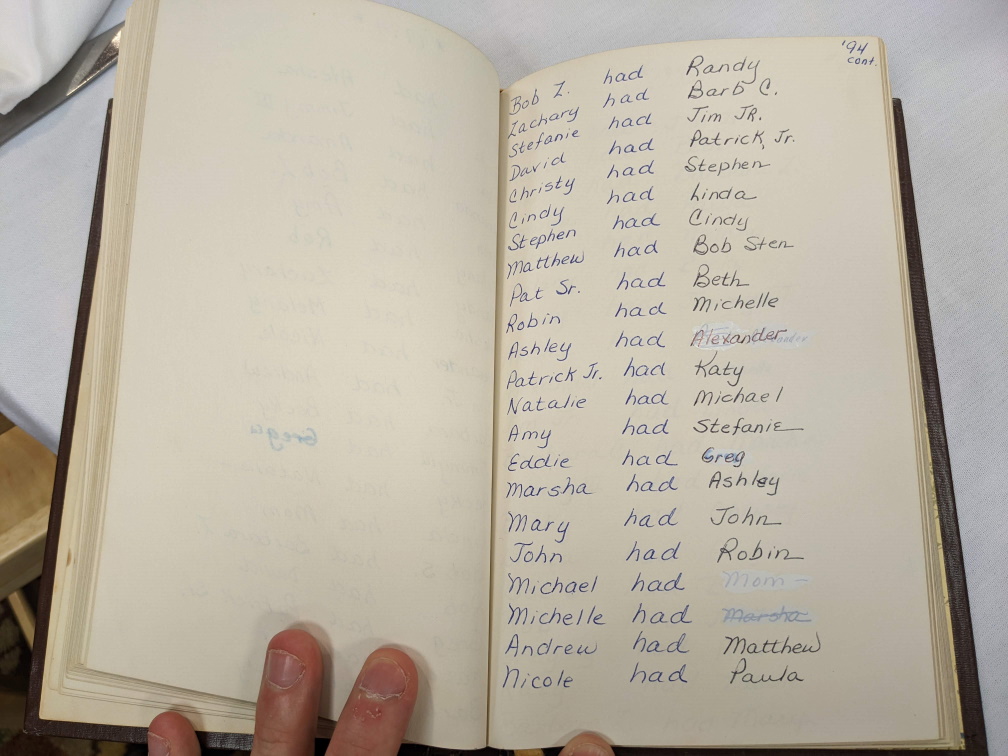 '94
cont.
Bob Z. had Randy
Zachary had Barb C.
Stefanie had Jim JR.
David had Patrick, Jr.
Christy had Stephen
Cindy had Linda
Stephen had Cindy
Matthew had Bob Sten
Pat Sr. had Beth
Robin had Michelle
Ashley had Alexander
Patrick Jr. had Katy
Natalie had Michael
Amy had Stefanie
Eddie had Greg
Marsha had Ashley
Mary had John
John had Robin
Michael had Mom
Michelle had Marsha
Andrew had Matthew
Nicole had Paula